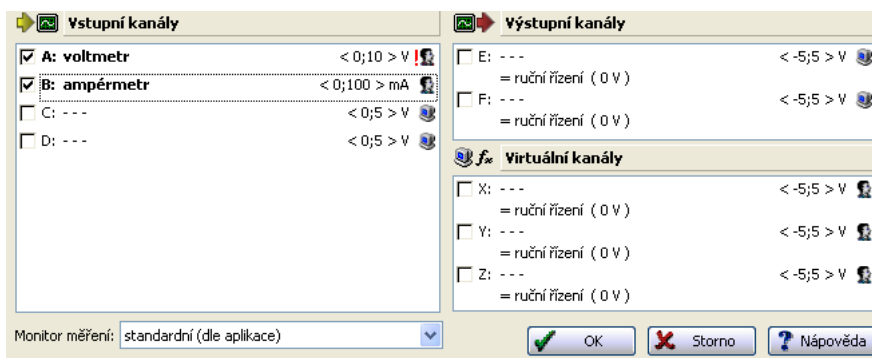 Vstupní kanály
A: voltmetr < 0;10 > V !
B: ampérmetr < 0;100 > mA
C: - - - < 0;5 > V
D: - - - < 0;5 > V
Monitor měření: standardní (dle aplikace)
Výstupní kanály
E: - - - < -5;5 > V
= ruční řízení ( 0 V )
F: - - - < -5;5 > V
= ruční řízení ( 0 V )
fx Virtuální kanály
X: - - - < -5;5 > V
= ruční řízení ( 0 V )
Y: - - - < -5;5 > V
= ruční řízení ( 0 V )
Z: - - - < -5;5 > V
= ruční řízení ( 0 V )
OK Storno ? Nápověda